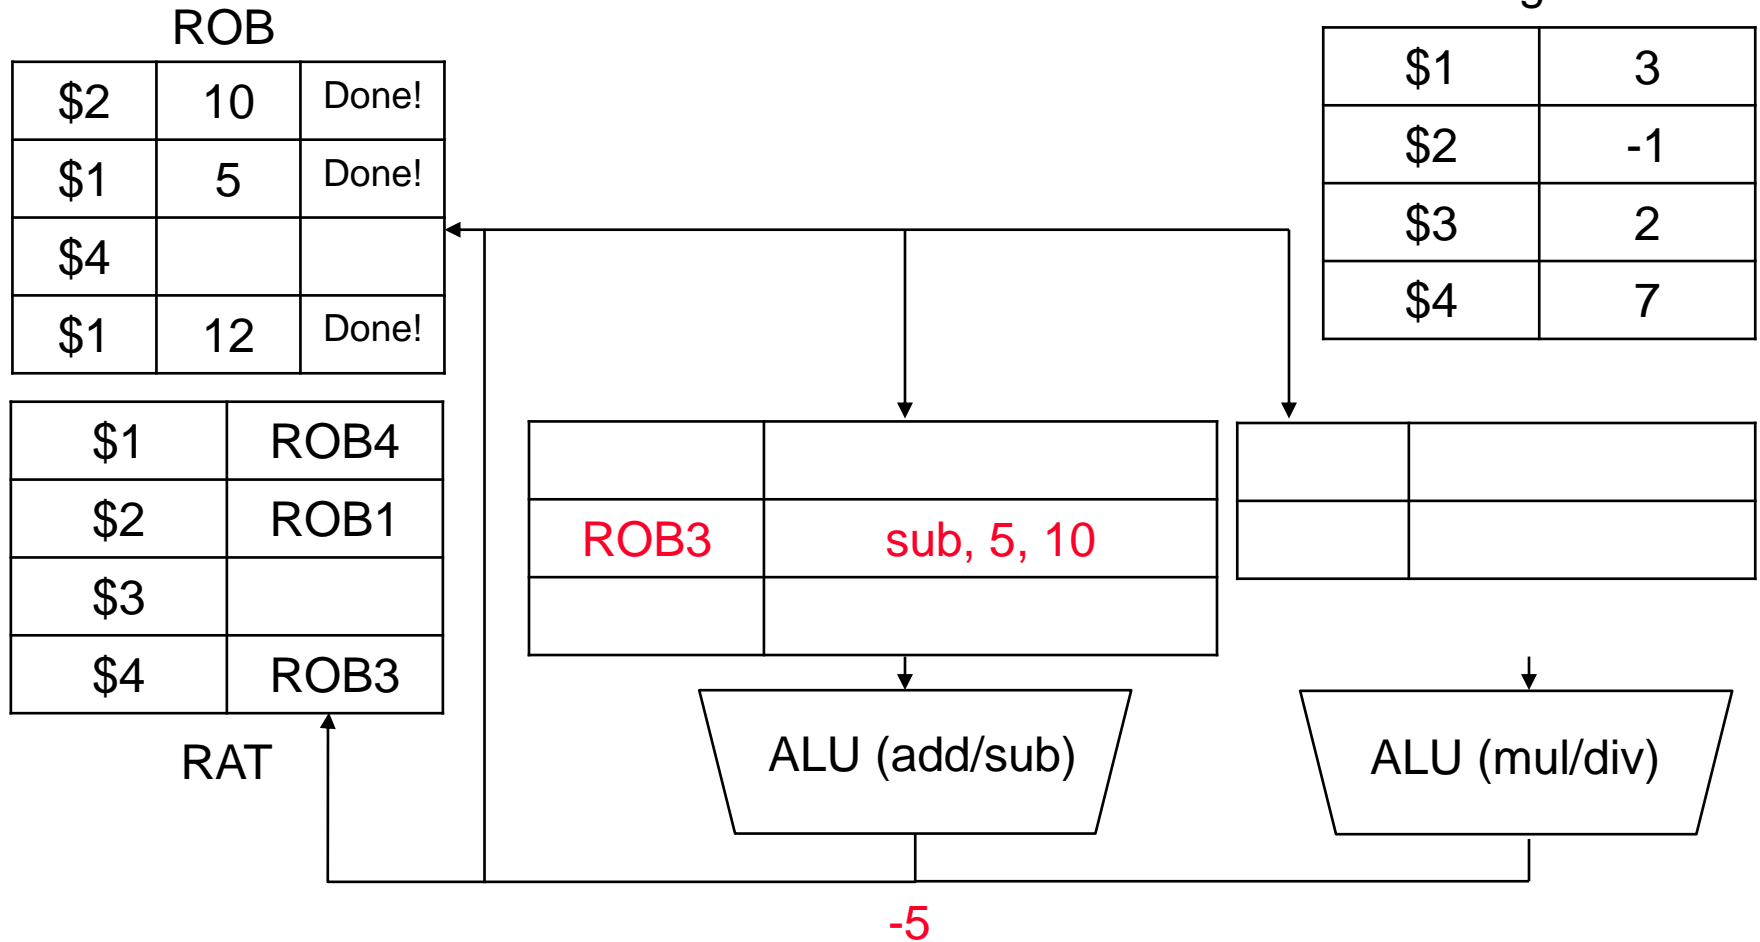 ROB
$2 10 Done!
$1 5 Done!
$4
$1 12 Done!
$1 3
$2 -1
$3 2
$4 7
$1 ROB4
$2 ROB1
$3
$4 ROB3
RAT
ROB3 sub, 5, 10
ALU (add/sub)
ALU (mul/div)
-5